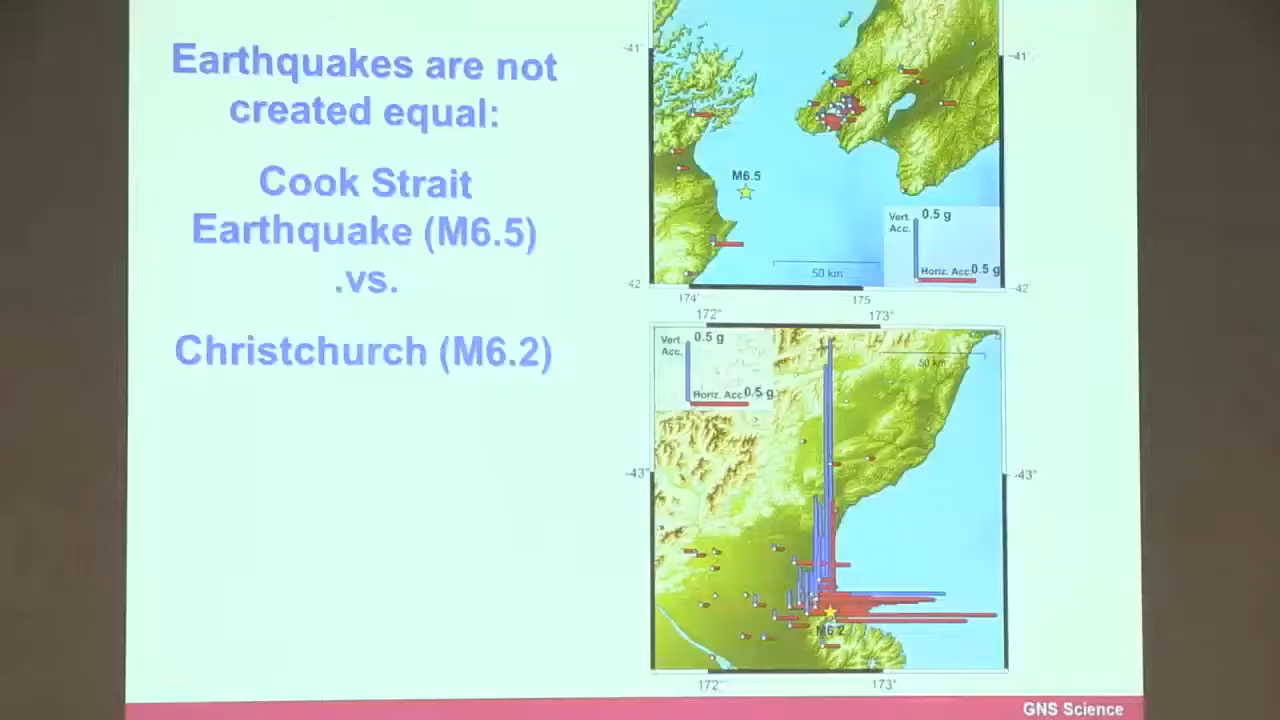 Earthquakes are not
created equal:
Cook Strait
Earthquake (M6.5)
.vs.
Christchurch (M6.2)
-41°
-41°
M6.5
Vert.
Acc.
0.5 g
Horiz. Acc.
0.5 g
50 km
-42
-42°
174°
175
172°
173°
Vert.
Acc.
0.5 g
Horiz. Acc.
0.5 g
50 km
-43°
-43°
M6.2
172°
173°
GNS Science